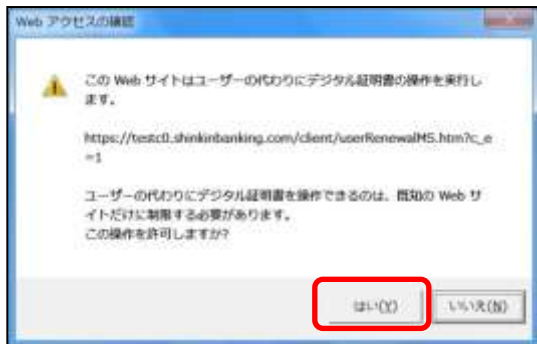 Web アクセスの確認
この Web サイトはユーザーの代わりにデジタル証明書の操作を実行し
ます。
https://testc0.shinkinbanking.com/client/userRenewalMS.htm?c_e
=1
ユーザーの代わりにデジタル証明書を操作できるのは、既知の Web サ
イトだけに制限する必要があります。
この操作を許可しますか?
はい(Y)
いいえ(N)